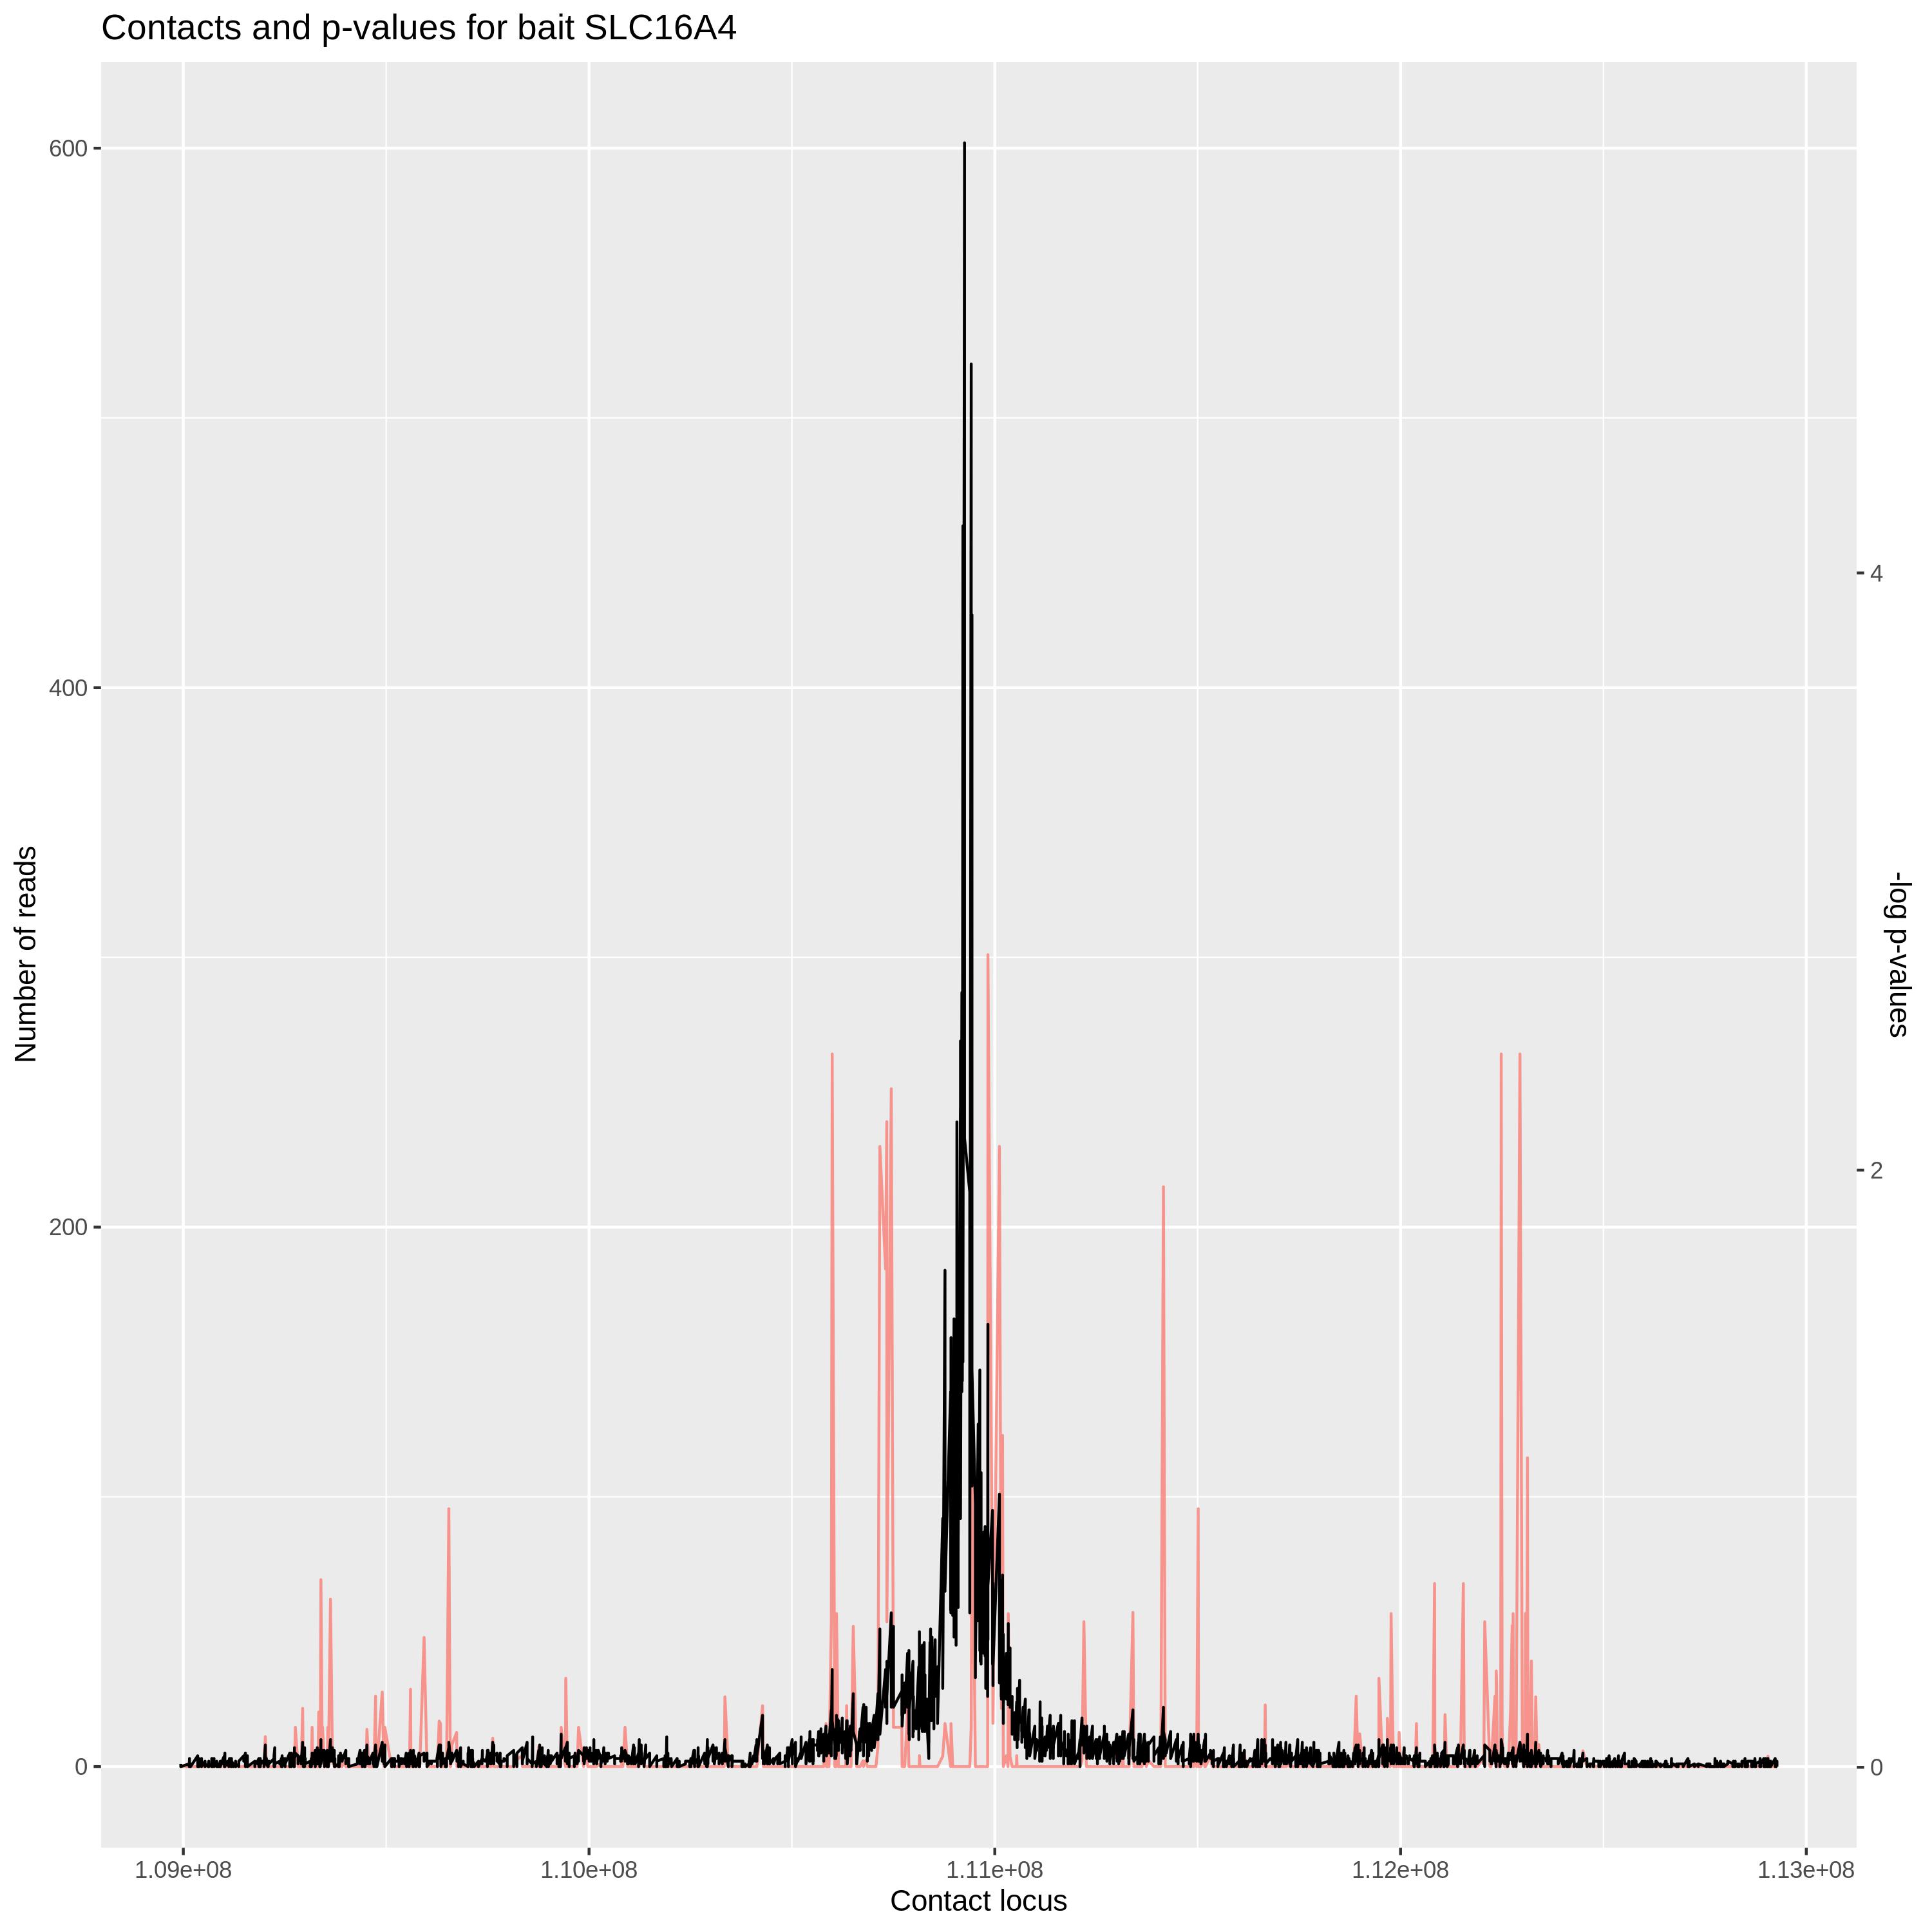 Contacts and p-values for bait SLC16A4
600
400
200
0
Number of reads
4
2
0
-log p-values
1.09e+08 1.10e+08 1.11e+08 1.12e+08 1.13e+08
Contact locus